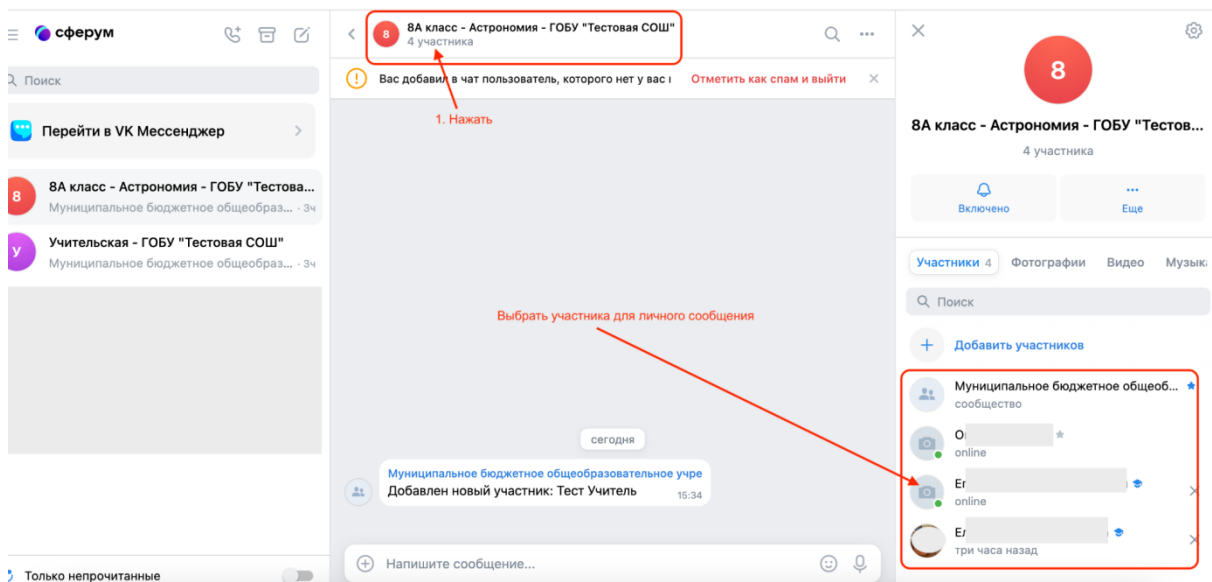 сферум
Поиск
Перейти в VK Мессенджер
8
8А класс - Астрономия - ГОБУ "Тестова...
Муниципальное бюджетное общеобраз... · 3ч
У
Учительская - ГОБУ "Тестовая СОШ"
Муниципальное бюджетное общеобраз... · 3ч
Только непрочитанные
8
8А класс - Астрономия - ГОБУ "Тестовая СОШ"
4 участника
Вас добавил в чат пользователь, которого нет у вас
Отметить как спам и выйти
1. Нажать
Выбрать участника для личного сообщения
сегодня
Муниципальное бюджетное общеобразовательное учре
Добавлен новый участник: Тест Учитель 15:34
Напишите сообщение...
8
8А класс - Астрономия - ГОБУ "Тестов...
4 участника
Включено
Еще
Участники 4 Фотографии Видео Музык
Поиск
Добавить участников
Муниципальное бюджетное общеоб...
сообщество
online
online
три часа назад